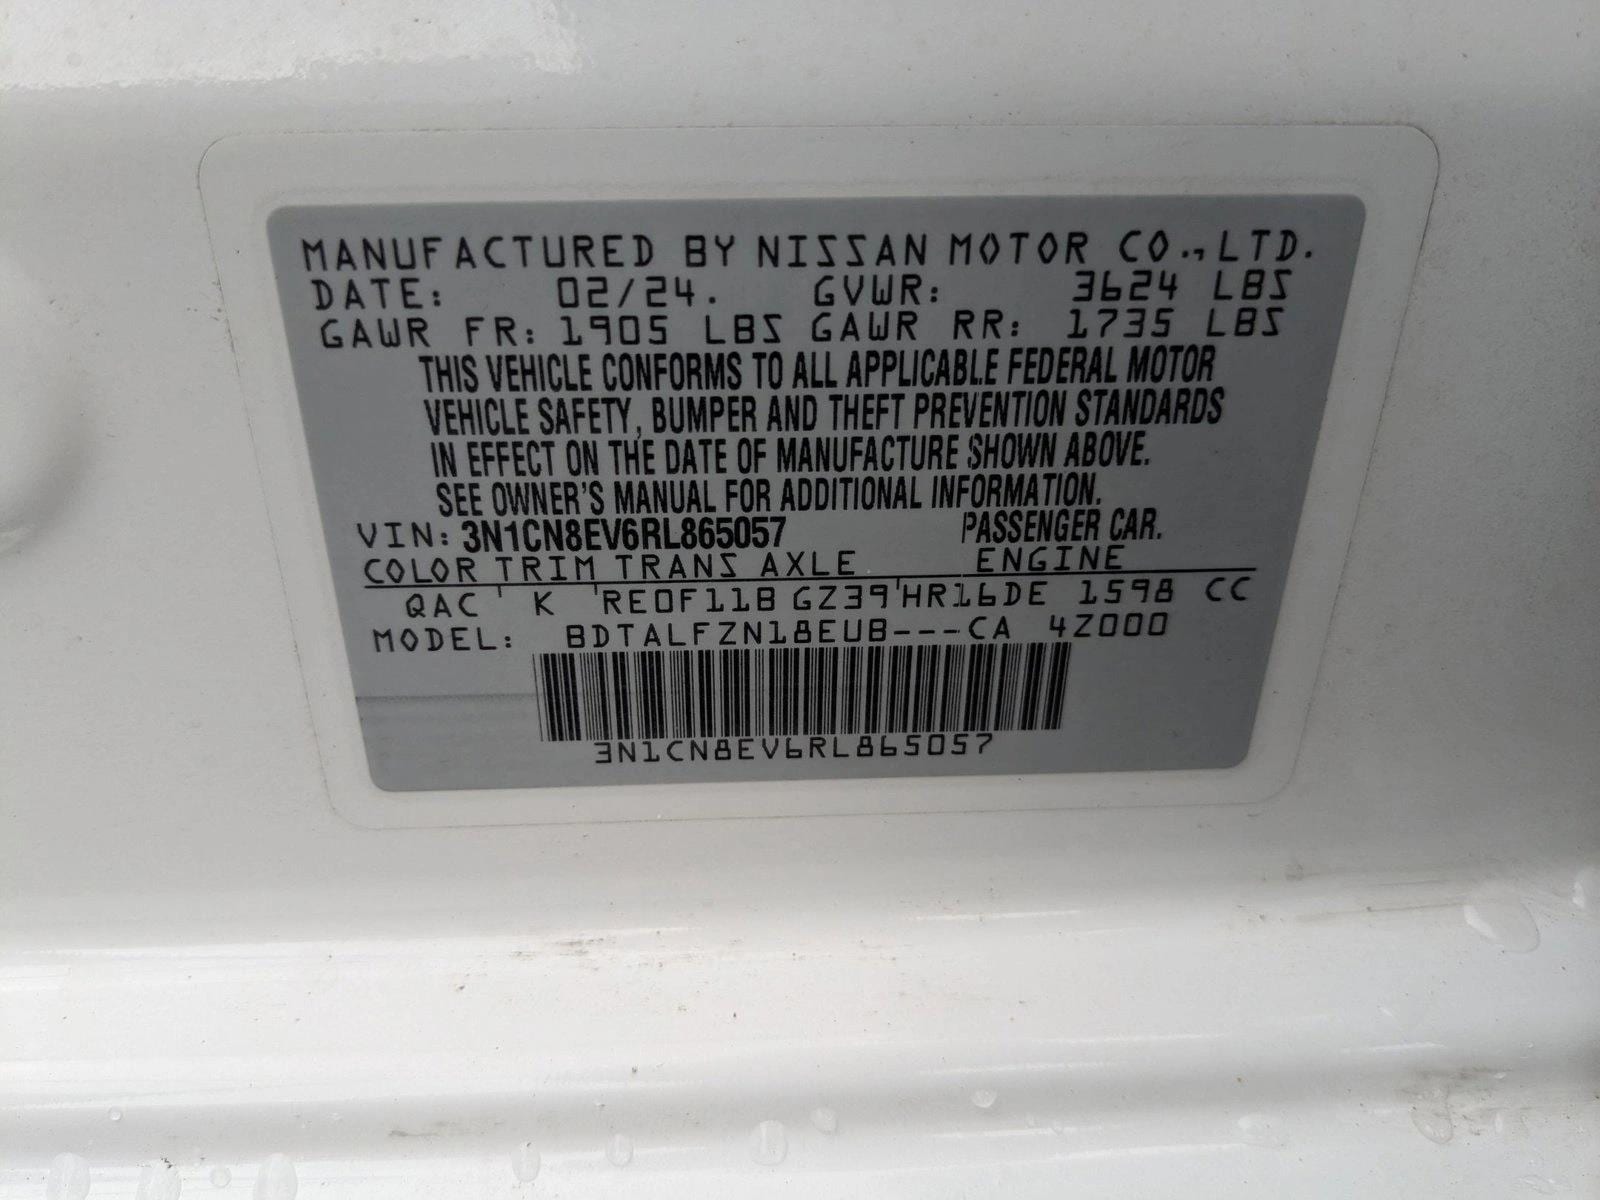 MANUFACTURED BY NISSAN MOTOR CO., LTD.
DATE: 02/24. GVWR: 3624 LBS
GAWR FR: 1905 LBS GAWR RR: 1735 LBS
THIS VEHICLE CONFORMS TO ALL APPLICABLE FEDERAL MOTOR
VEHICLE SAFETY, BUMPER AND THEFT PREVENTION STANDARDS
IN EFFECT ON THE DATE OF MANUFACTURE SHOWN ABOVE.
SEE OWNER'S MANUAL FOR ADDITIONAL INFORMATION.
VIN: 3N1CN8EV6RL865057 PASSENGER CAR.
COLOR TRIM TRANS AXLE ENGINE
QAC ' K 'RE0F11B GZ39'HR16DE 1598 CC
MODEL: BDTALFZN18EUB---CA 4Z000
3N1CN8EV6RL865057